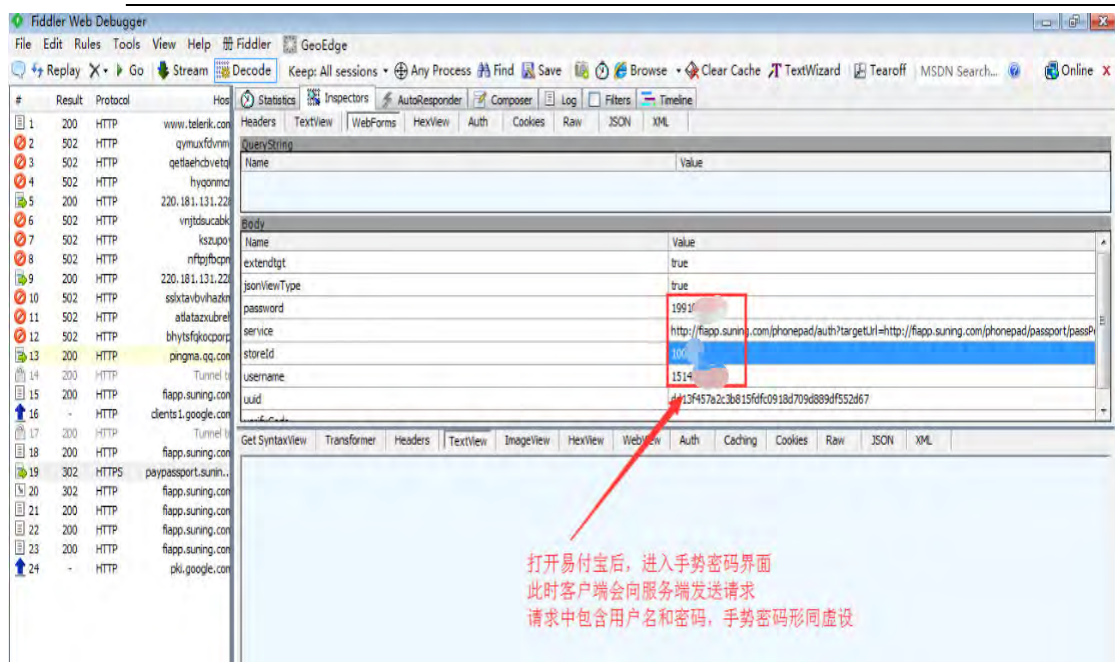 Fiddler Web Debugger
File Edit Rules Tools View Help Fiddler GeoEdge
Replay X Go Stream Decode Keep: All sessions Any Process Find Save Browse Clear Cache TextWizard Tearoff MSDN Search... Online X
# Result Protocol Hos
1 200 HTTP www.telerik.com
2 502 HTTP qymuxfdvnm
3 502 HTTP
4 502 HTTP
5 200 HTTP 220.181.131.228
6 502 HTTP vnjtdsucabk
7 502 HTTP kszupo
8 502 HTTP
9 200 HTTP 220.181.131.228
10 502 HTTP
11 502 HTTP atlatazxubrel
12 502 HTTP bhytsfqkocporp
13 200 HTTP pingma.qq.com
14 200 HTTP Tunnel t
15 200 HTTP fiapp.suning.com
16 - HTTP clients1.google.com
17 200 HTTP Tunnel t
18 200 HTTP fiapp.suning.com
19 302 HTTPS paypassport.sunin..
20 302 HTTP fiapp.suning.com
21 200 HTTP fiapp.suning.com
22 200 HTTP fiapp.suning.com
23 200 HTTP fiapp.suning.com
24 - HTTP pki.google.com
Statistics Inspectors AutoResponder Composer Log Filters Timeline
Headers TextView WebForms HexView Auth Cookies Raw JSON XML
QueryString
Name Value
Body
Name Value
extendtgt true
jsonViewType true
password 1991
service http://fiapp.suning.com/phonepad/auth?targetUrl=http://fiapp.suning.com/phonepad/passport/passP
storeId 100
username 1514
uuid
Get SyntaxView Transformer Headers TextView ImageView HexView WebView Auth Caching Cookies Raw JSON XML
打开易付宝后，进入手势密码界面
此时客户端会向服务端发送请求
请求中包含用户名和密码，手势密码形同虚设